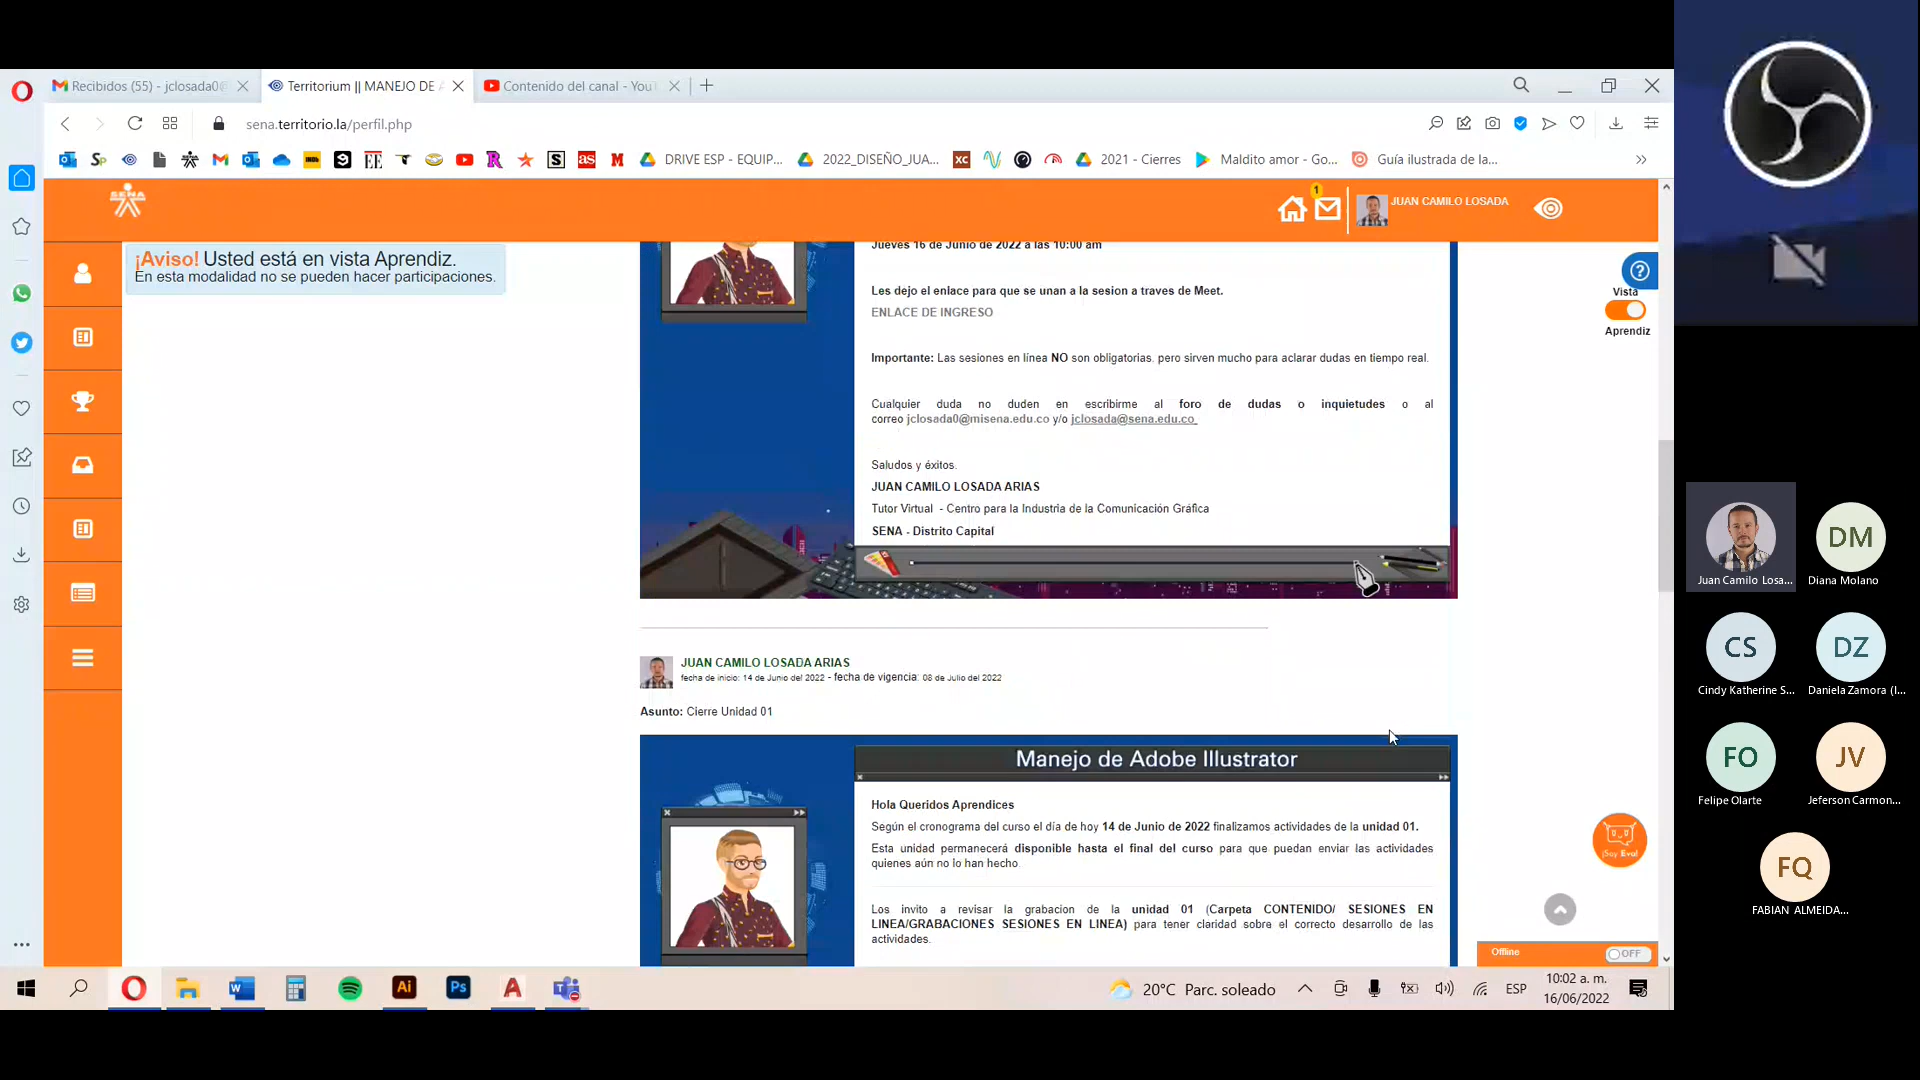 Recibidos (55) - jclosada0@
Territorium || MANEJO DE A
Contenido del canal - YouT
sena.territorio.la/perfil.php
DRIVE ESP - EQUIP...
2022_DISEÑO_JUA...
2021 - Cierres
Maldito amor - Go...
Guía ilustrada de la...
SENA
1
JUAN CAMILO LOSADA
¡Aviso! Usted está en vista Aprendiz.
En esta modalidad no se pueden hacer participaciones.
Vista
Aprendiz
Jueves 16 de Junio de 2022 a las 10:00 am
Les dejo el enlace para que se unan a la sesion a traves de Meet.
ENLACE DE INGRESO
Importante: Las sesiones en línea NO son obligatorias, pero sirven mucho para aclarar dudas en tiempo real.
Cualquier duda no duden en escribirme al foro de dudas o inquietudes o al
correo jclosada0@misena.edu.co y/o jclosada@sena.edu.co
Saludos y éxitos.
JUAN CAMILO LOSADA ARIAS
Tutor Virtual - Centro para la Industria de la Comunicación Gráfica
SENA - Distrito Capital
JUAN CAMILO LOSADA ARIAS
fecha de inicio: 14 de Junio del 2022 - fecha de vigencia: 08 de Julio del 2022
Asunto: Cierre Unidad 01
Manejo de Adobe Illustrator
Hola Queridos Aprendices
Según el cronograma del curso el día de hoy 14 de Junio de 2022 finalizamos actividades de la unidad 01.
Esta unidad permanecerá disponible hasta el final del curso para que puedan enviar las actividades
quienes aún no lo han hecho
Los invito a revisar la grabacion de la unidad 01 (Carpeta CONTENIDO/ SESIONES EN
LINEA/GRABACIONES SESIONES EN LINEA) para tener claridad sobre el correcto desarrollo de las
actividades.
¡Soy Eva!
Offline
OFF
20°C Parc. soleado
ESP
10:02 a. m.
16/06/2022
Juan Camilo Losa...
DM
Diana Molano
CS
Cindy Katherine S...
DZ
Daniela Zamora (I...
FO
Felipe Olarte
JV
Jeferson Carmon...
FQ
FABIAN ALMEIDA...